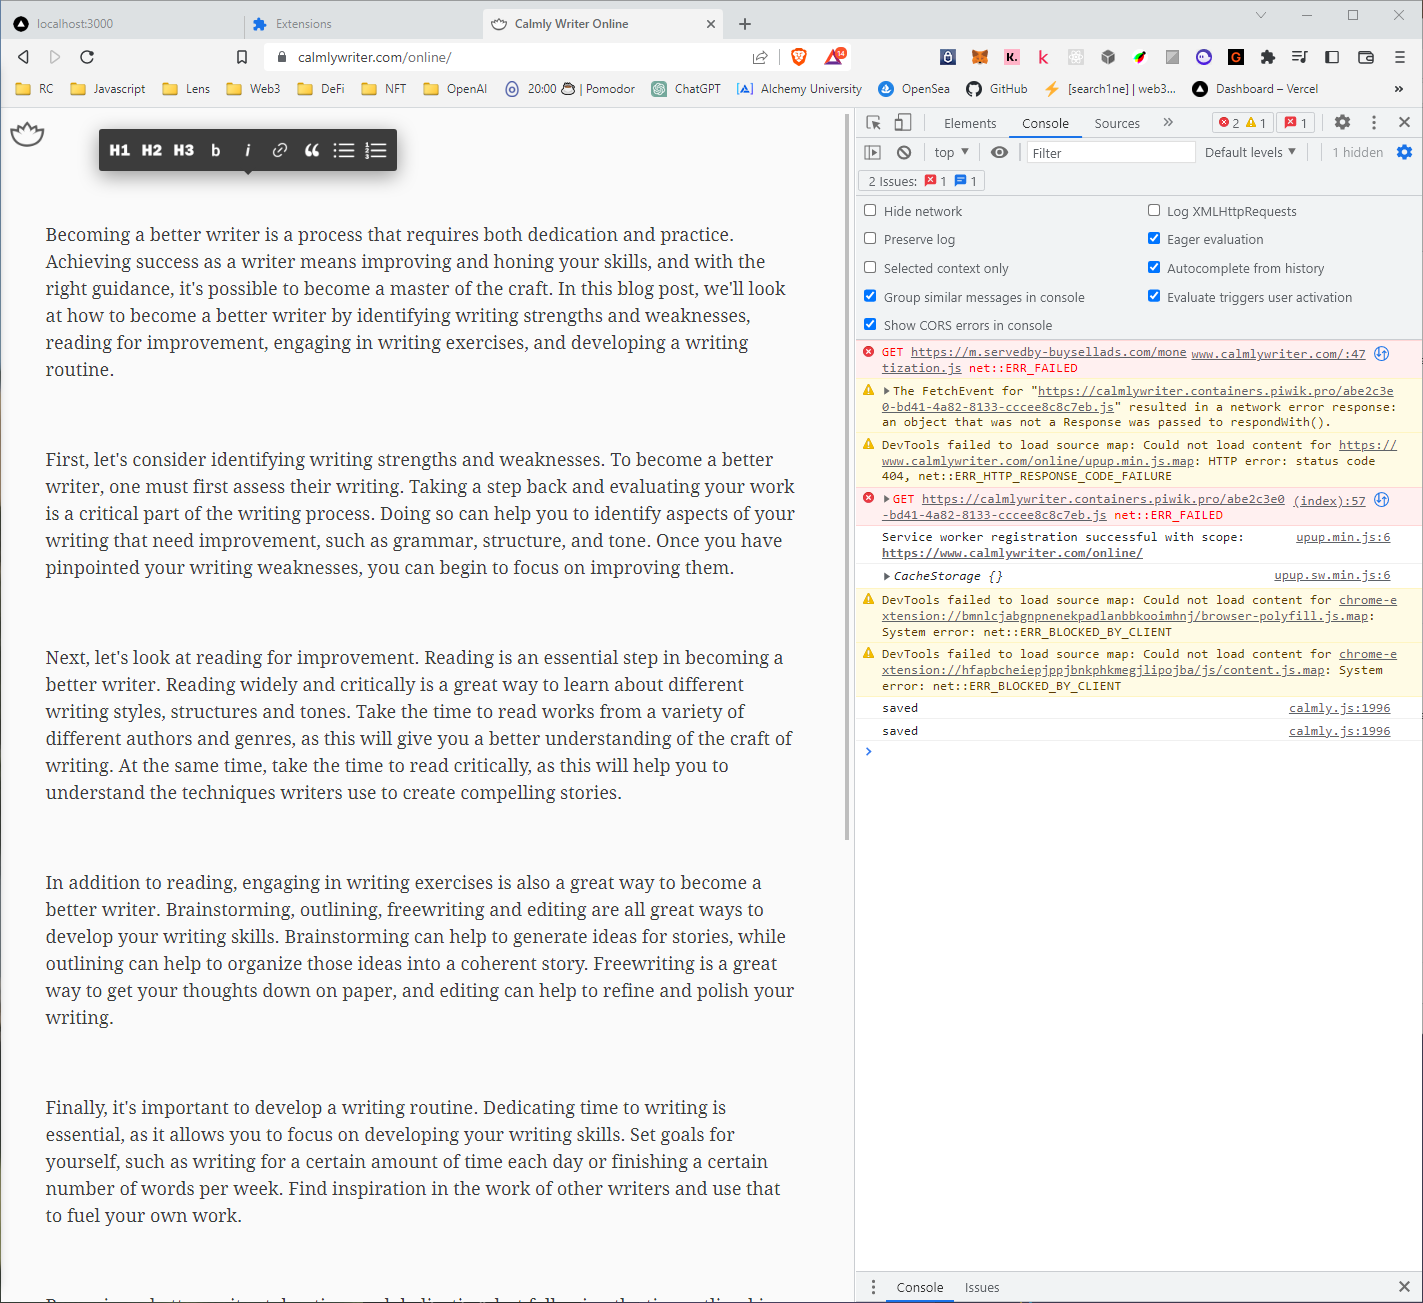 localhost:3000
Extensions
Calmly Writer Online
calmlywriter.com/online/
14
K.
k
G
RC
Javascript
Lens
Web3
DeFi
NFT
OpenAI
20:00 | Pomodor
ChatGPT
Alchemy University
OpenSea
GitHub
[search1ne] | web3...
Dashboard – Vercel
»
H1 H2 H3 b i
Becoming a better writer is a process that requires both dedication and practice.
Achieving success as a writer means improving and honing your skills, and with the
right guidance, it's possible to become a master of the craft. In this blog post, we'll look
at how to become a better writer by identifying writing strengths and weaknesses,
reading for improvement, engaging in writing exercises, and developing a writing
routine.
First, let's consider identifying writing strengths and weaknesses. To become a better
writer, one must first assess their writing. Taking a step back and evaluating your work
is a critical part of the writing process. Doing so can help you to identify aspects of your
writing that need improvement, such as grammar, structure, and tone. Once you have
pinpointed your writing weaknesses, you can begin to focus on improving them.
Next, let's look at reading for improvement. Reading is an essential step in becoming a
better writer. Reading widely and critically is a great way to learn about different
writing styles, structures and tones. Take the time to read works from a variety of
different authors and genres, as this will give you a better understanding of the craft of
writing. At the same time, take the time to read critically, as this will help you to
understand the techniques writers use to create compelling stories.
In addition to reading, engaging in writing exercises is also a great way to become a
better writer. Brainstorming, outlining, freewriting and editing are all great ways to
develop your writing skills. Brainstorming can help to generate ideas for stories, while
outlining can help to organize those ideas into a coherent story. Freewriting is a great
way to get your thoughts down on paper, and editing can help to refine and polish your
writing.
Finally, it's important to develop a writing routine. Dedicating time to writing is
essential, as it allows you to focus on developing your writing skills. Set goals for
yourself, such as writing for a certain amount of time each day or finishing a certain
number of words per week. Find inspiration in the work of other writers and use that
to fuel your own work.
Elements
Console
Sources
»
2 1
1
top
Filter
Default levels
1 hidden
2 Issues: 1 1
Hide network
Log XMLHttpRequests
Preserve log
Eager evaluation
Selected context only
Autocomplete from history
Group similar messages in console
Evaluate triggers user activation
Show CORS errors in console
GET https://m.servedby-buysellads.com/mone www.calmlywriter.com/:47
tization.js net::ERR_FAILED
The FetchEvent for "https://calmlywriter.containers.piwik.pro/abe2c3e
0-bd41-4a82-8133-cccee8c8c7eb.js" resulted in a network error response:
an object that was not a Response was passed to respondWith().
DevTools failed to load source map: Could not load content for https://
www.calmlywriter.com/online/upup.min.js.map: HTTP error: status code
404, net::ERR_HTTP_RESPONSE_CODE_FAILURE
GET https://calmlywriter.containers.piwik.pro/abe2c3e0 (index):57
-bd41-4a82-8133-cccee8c8c7eb.js net::ERR_FAILED
Service worker registration successful with scope: upup.min.js:6
https://www.calmlywriter.com/online/
CacheStorage {} upup.sw.min.js:6
DevTools failed to load source map: Could not load content for chrome-e
xtension://bmnlcjabgnpnenekpadlanbbkooimhnj/browser-polyfill.js.map:
System error: net::ERR_BLOCKED_BY_CLIENT
DevTools failed to load source map: Could not load content for chrome-e
xtension://hfapbcheiepjppjbnkphkmegjlipojba/js/content.js.map: System
error: net::ERR_BLOCKED_BY_CLIENT
saved calmly.js:1996
saved calmly.js:1996
Console
Issues